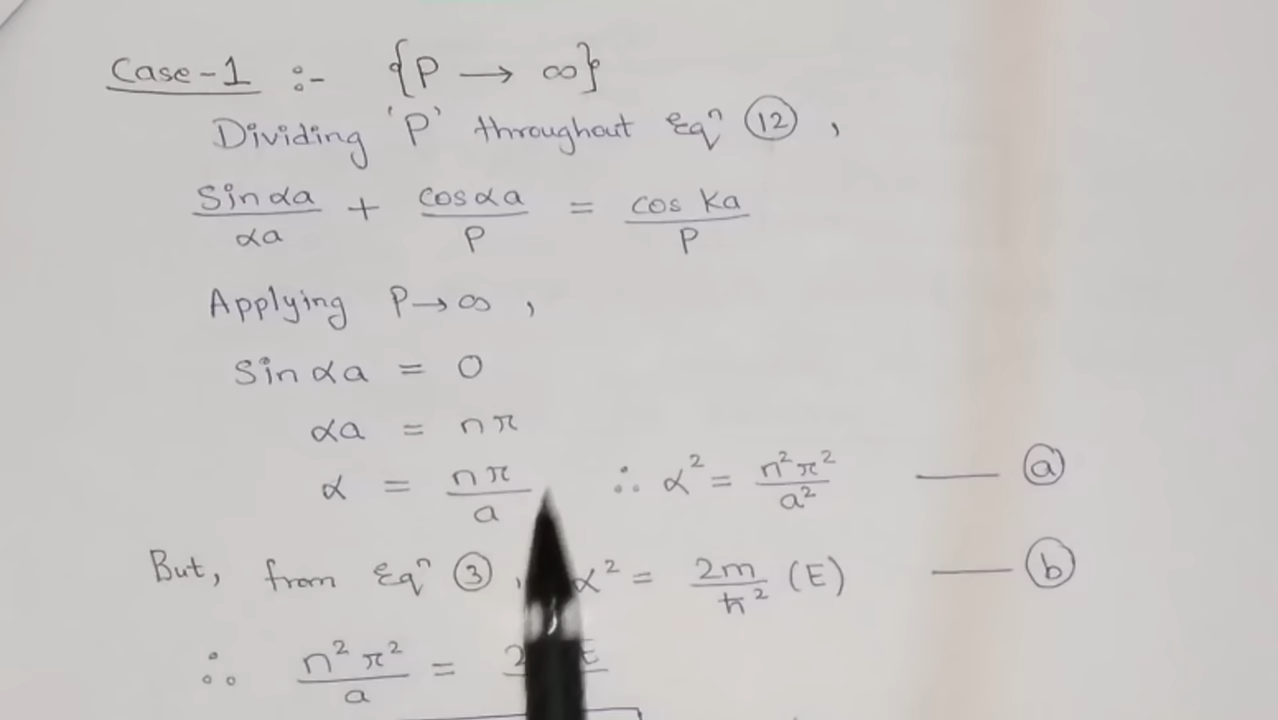 Case-1 :- {P → ∞}
Dividing 'P' throughout Eqⁿ (12) ,
Sin αa / αa + cos αa / P = cos Ka / P
Applying P → ∞ ,
Sin αa = 0
αa = nπ
α = nπ / a ∴ α² = n²π² / a² — (a)
But, from Eqⁿ (3) , α² = 2m / ħ² (E) — (b)
∴ n²π² / a = 2 E